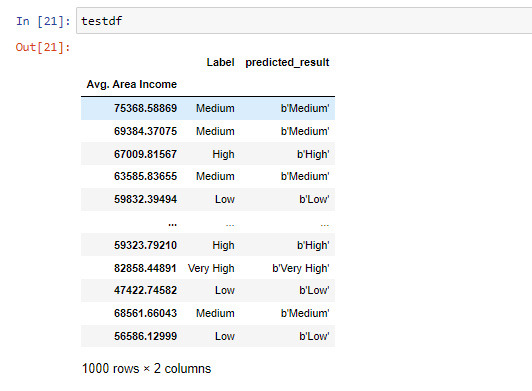 In [21]: testdf
Out[21]:
Label predicted_result
Avg. Area Income
75368.58869 Medium b'Medium'
69384.37075 Medium b'Medium'
67009.81567 High b'High'
63585.83655 Medium b'Medium'
59832.39494 Low b'Low'
... ... ...
59323.79210 High b'High'
82858.44891 Very High b'Very High'
47422.74582 Low b'Low'
68561.66043 Medium b'Medium'
56586.12999 Low b'Low'
1000 rows × 2 columns